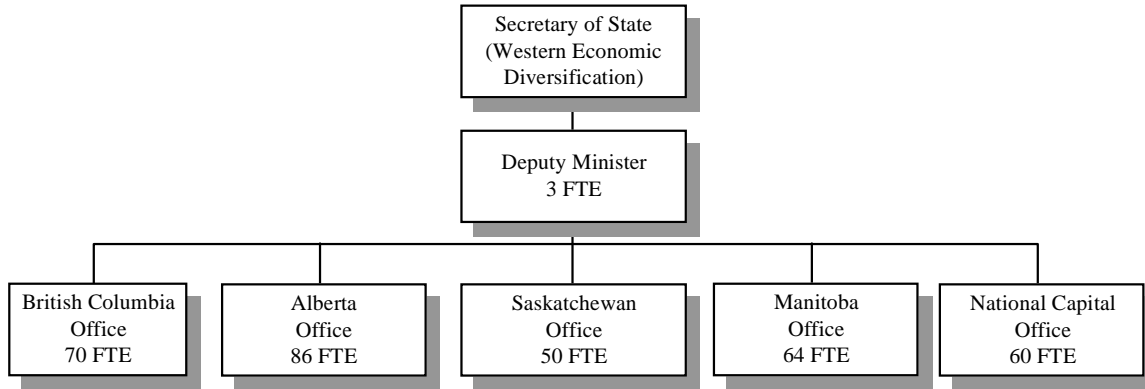 Secretary of State
(Western Economic
Diversification)
Deputy Minister
3 FTE
British Columbia
Office
70 FTE
Alberta
Office
86 FTE
Saskatchewan
Office
50 FTE
Manitoba
Office
64 FTE
National Capital
Office
60 FTE